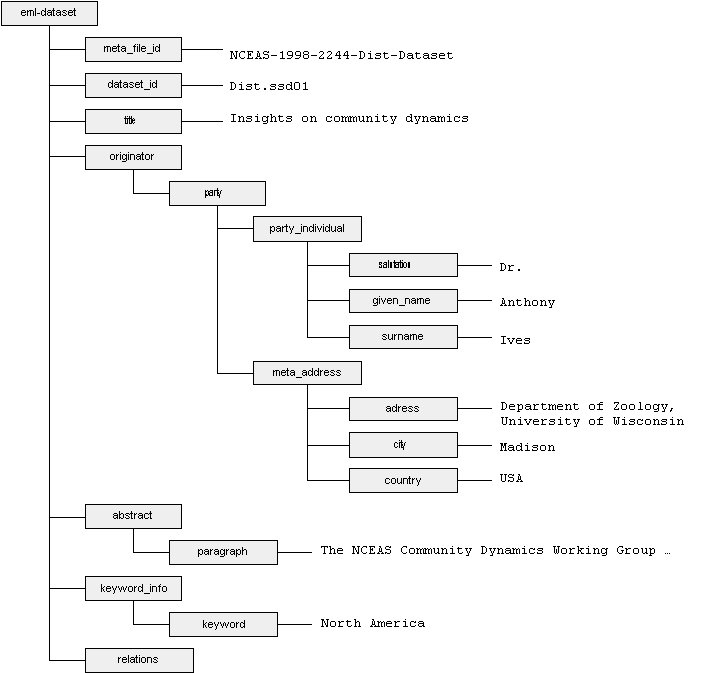 eml-dataset
meta_file_id
NCEAS-1998-2244-Dist-Dataset
dataset_id
Dist.ssd01
title
Insights on community dynamics
originator
party
party_individual
salutation
Dr.
given_name
Anthony
surname
Ives
meta_address
adress
Department of Zoology,
University of Wisconsin
city
Madison
country
USA
abstract
paragraph
The NCEAS Community Dynamics Working Group …
keyword_info
keyword
North America
relations